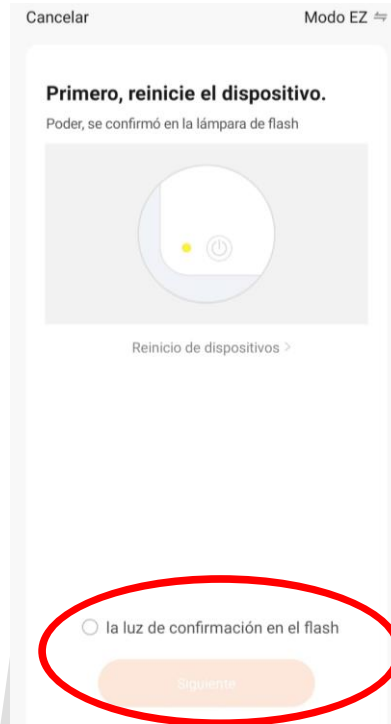 Cancelar Modo EZ
Primero, reinicie el dispositivo.
Poder, se confirmó en la lámpara de flash
Reinicio de dispositivos >
la luz de confirmación en el flash
Siguiente